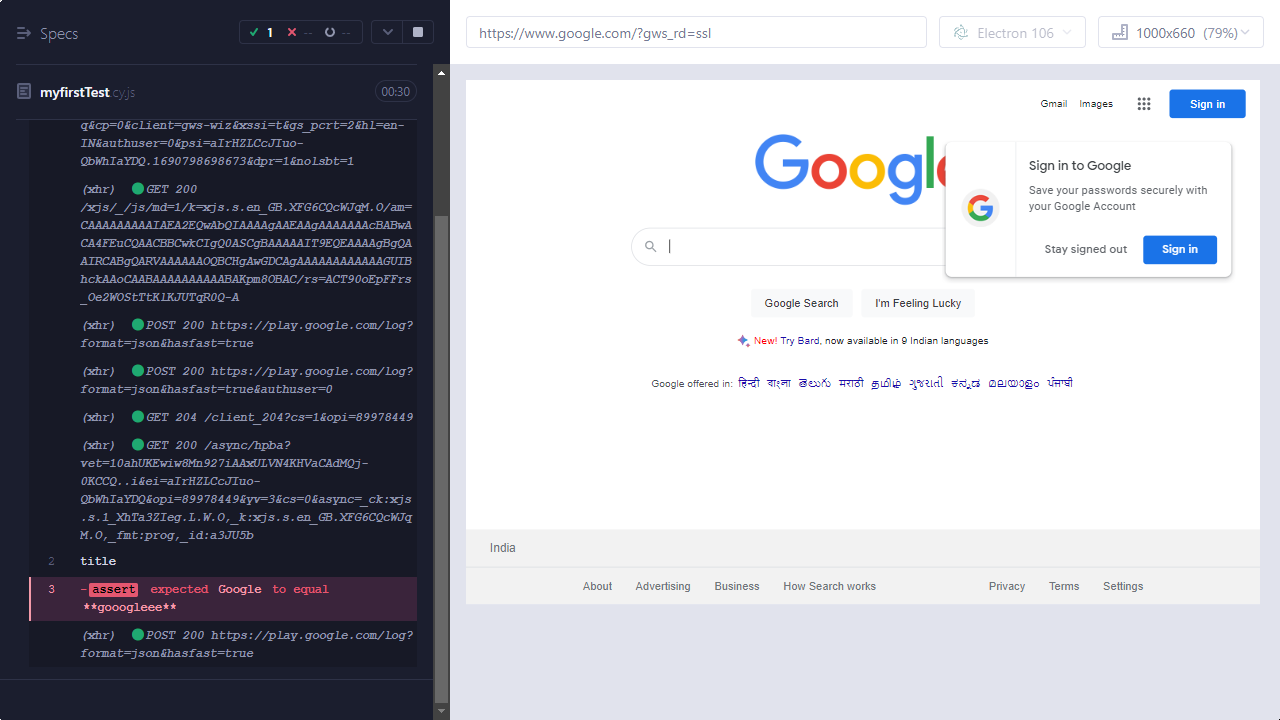 Specs
1
--
--
https://www.google.com/?gws_rd=ssl
Electron 106
1000x660 (79%)
myfirstTest.cy.js
00:30
q&cp=0&client=gws-wiz&xssi=t&gs_pcrt=2&hl=en-
IN&authuser=0&psi=aIrHZLCcJIuo-
QbWhIaYDQ.1690798698673&dpr=1&nolsbt=1
(xhr) GET 200
/xjs/_/js/md=1/k=xjs.s.en_GB.XFG6CQcWJqM.O/am=
CAAAAAAAAAIAEA2EQwAbQIAAAAgAAEAAgAAAAAAAcBABwA
CA4FEuCQAACBBCwkCIgQ0ASCgBAAAAAIT9EQEAAAAgBgQA
AIRCABgQARVAAAAAAOQBCHgAwGDCAgAAAAAAAAAAAAGUIB
hckAAoCAABAAAAAAAAAABAKpm8OBAC/rs=ACT90oEpFFrs
_Oe2WOStTtKlKJUTqR0Q-A
(xhr) POST 200 https://play.google.com/log?
format=json&hasfast=true
(xhr) POST 200 https://play.google.com/log?
format=json&hasfast=true&authuser=0
(xhr) GET 204 /client_204?cs=1&opi=89978449
(xhr) GET 200 /async/hpba?
vet=10ahUKEwiw8Mn927iAAxULVN4KHVaCAdMQj-
0KCCQ..i&ei=aIrHZLCcJIuo-
QbWhIaYDQ&opi=89978449&yv=3&cs=0&async=_ck:xjs
.s.1_XhTa3ZIeg.L.W.O,_k:xjs.s.en_GB.XFG6CQcWJq
M.O,_fmt:prog,_id:a3JU5b
2 title
3 -assert expected Google to equal
**gooogleee**
(xhr) POST 200 https://play.google.com/log?
format=json&hasfast=true
Gmail Images Sign in
Google
Sign in to Google
Save your passwords securely with
your Google Account
Stay signed out Sign in
Google Search I'm Feeling Lucky
New! Try Bard, now available in 9 Indian languages
Google offered in: हिन्दी বাংলা తెలుగు मराठी தமிழ் ગુજરાતી ಕನ್ನಡ മലയാളം ਪੰਜਾਬੀ
India
About Advertising Business How Search works Privacy Terms Settings